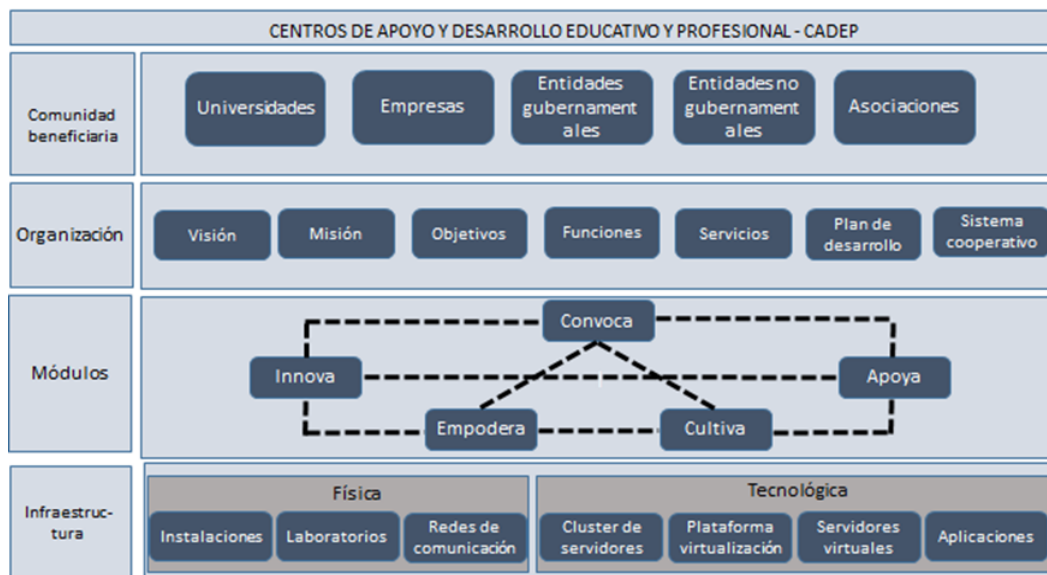 CENTROS DE APOYO Y DESARROLLO EDUCATIVO Y PROFESIONAL - CADEP
Comunidad
beneficiaria
Universidades
Empresas
Entidades
gubernament
ales
Entidades no
gubernament
ales
Asociaciones
Organización
Visión
Misión
Objetivos
Funciones
Servicios
Plan de
desarrollo
Sistema
cooperativo
Módulos
Convoca
Innova
Apoya
Empodera
Cultiva
Infraestruc-
tura
Física
Instalaciones
Laboratorios
Redes de
comunicación
Tecnológica
Cluster de
servidores
Plataforma
virtualización
Servidores
virtuales
Aplicaciones